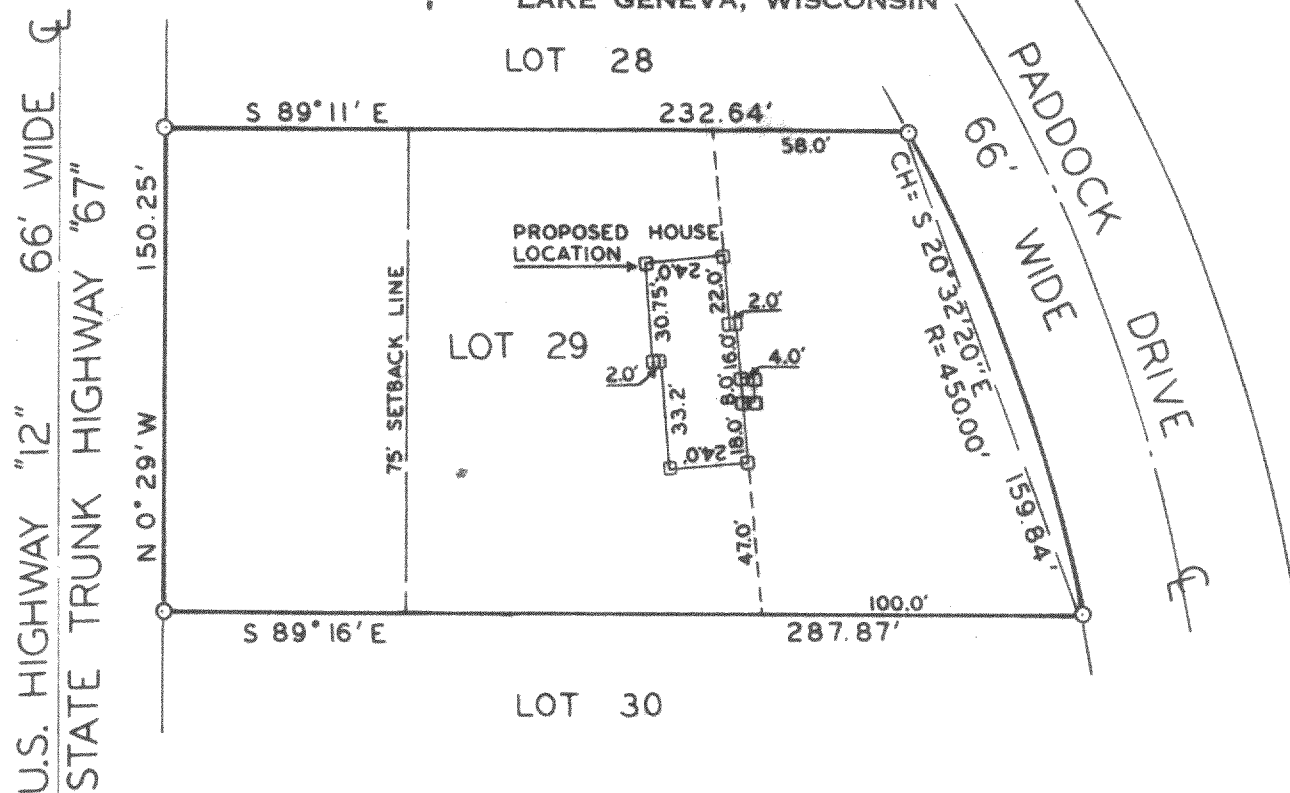 LAKE GENEVA, WISCONSIN
LOT 28
S 89°11' E 232.64'
58.0'
PADDOCK DRIVE
66' WIDE
CH= S 20°32'20"E 159.84'
R= 450.00'
U.S. HIGHWAY "12" 66' WIDE ℄
STATE TRUNK HIGHWAY "67"
N 0°29' W 150.25'
75' SETBACK LINE
PROPOSED HOUSE
LOCATION
24.0'
22.0'
30.75'
2.0'
LOT 29
16.0'
4.0'
2.0'
8.0'
33.2'
18.0'
24.0'
47.0'
100.0'
S 89°16' E 287.87'
℄
LOT 30